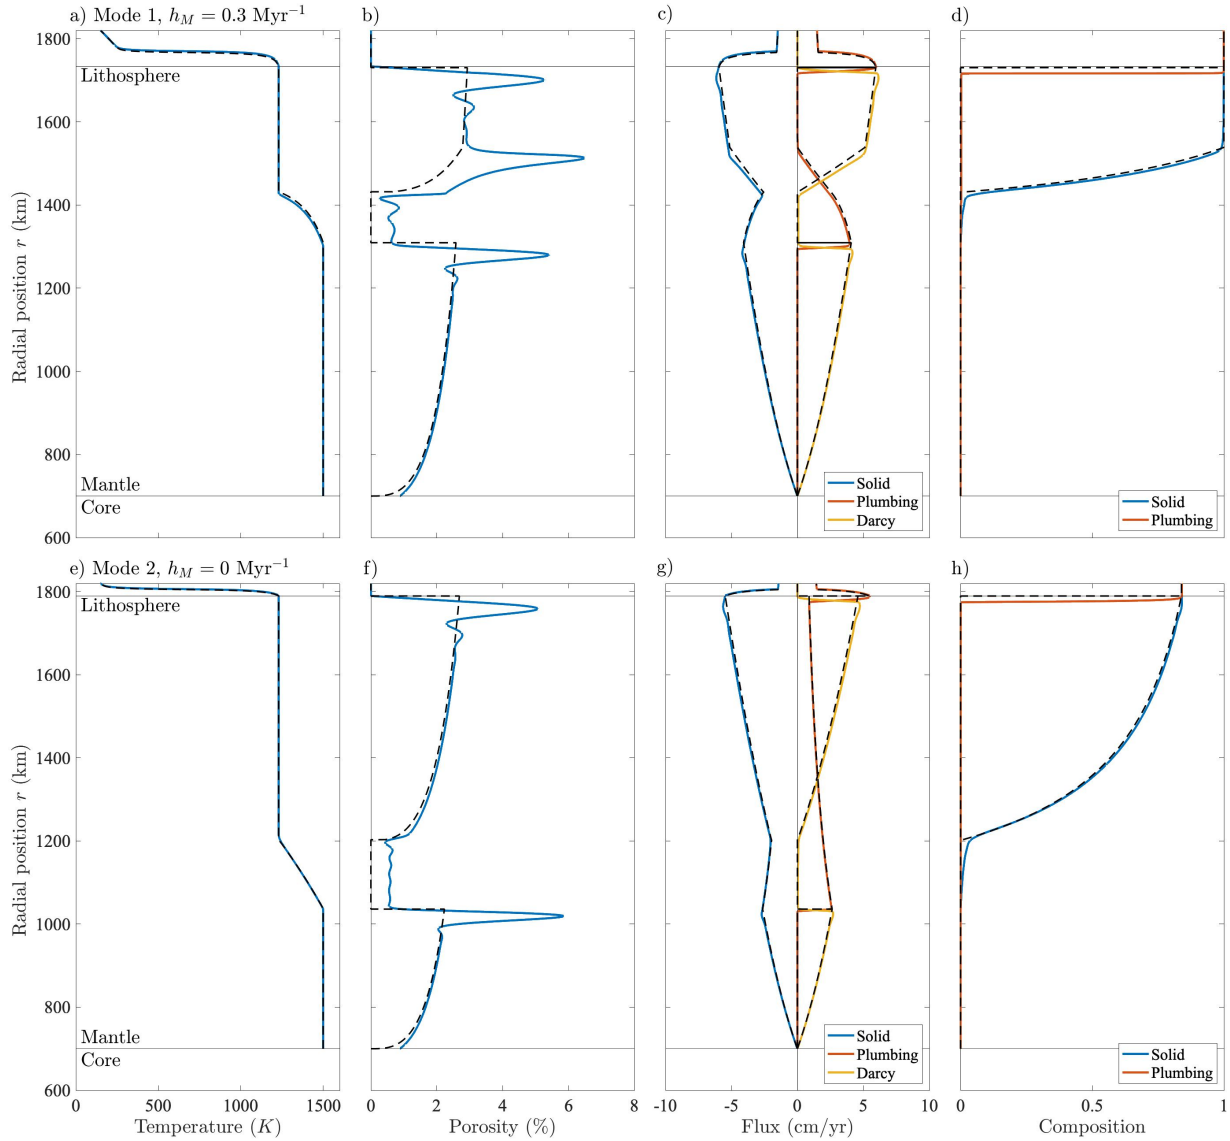 a) Mode 1, h_M = 0.3 Myr^{-1}
b)
c)
d)
1800
1600
1400
1200
1000
800
600
Radial position r (km)
Lithosphere
Mantle
Core
Solid
Plumbing
Darcy
Solid
Plumbing
e) Mode 2, h_M = 0 Myr^{-1}
f)
g)
h)
1800
1600
1400
1200
1000
800
600
Radial position r (km)
Lithosphere
Mantle
Core
Solid
Plumbing
Darcy
Solid
Plumbing
0 500 1000 1500
Temperature (K)
0 2 4 6 8
Porosity (%)
-10 -5 0 5 10
Flux (cm/yr)
0 0.5 1
Composition